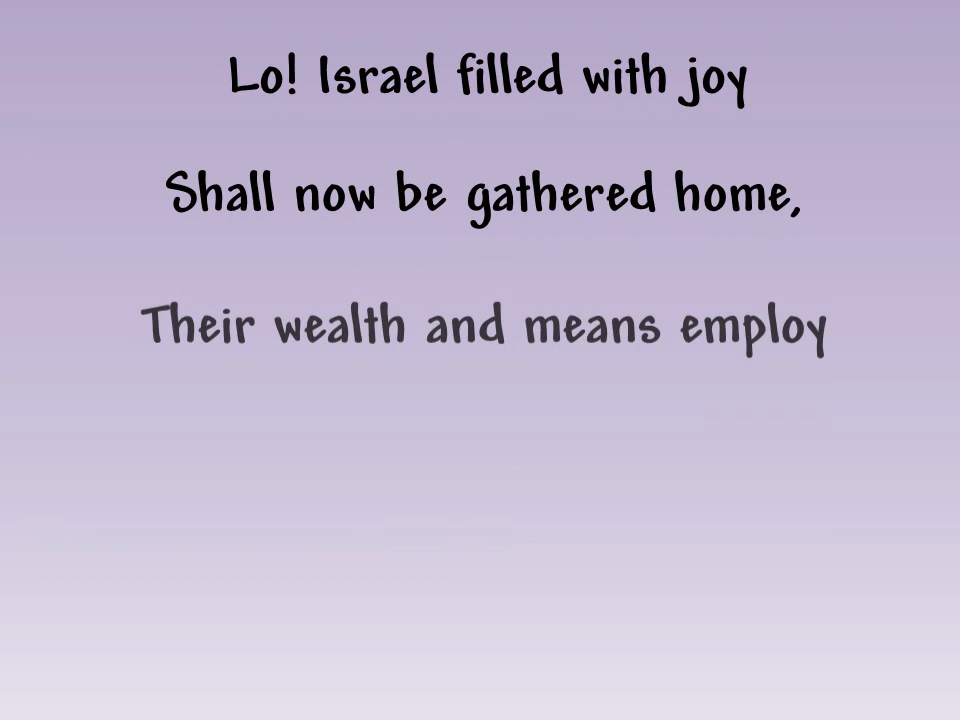 Lo! Israel filled with joy
Shall now be gathered home,
Their wealth and means employ